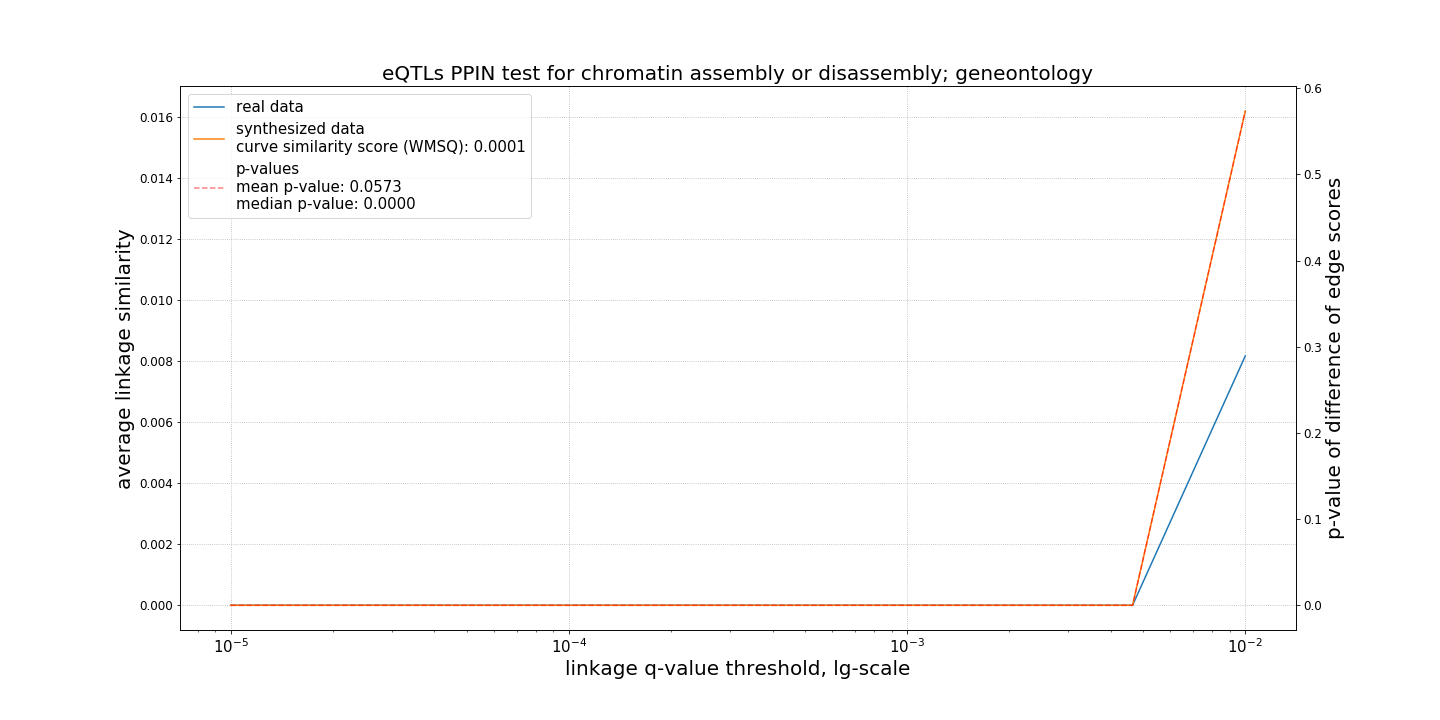 eQTLs PPIN test for chromatin assembly or disassembly; geneontology
real data
synthesized data
curve similarity score (WMSQ): 0.0001
p-values
mean p-value: 0.0573
median p-value: 0.0000
average linkage similarity
0.016
0.014
0.012
0.010
0.008
0.006
0.004
0.002
0.000
0.6
0.5
0.4
0.3
0.2
0.1
0.0
p-value of difference of edge scores
10⁻⁵ 10⁻⁴ 10⁻³ 10⁻²
linkage q-value threshold, lg-scale